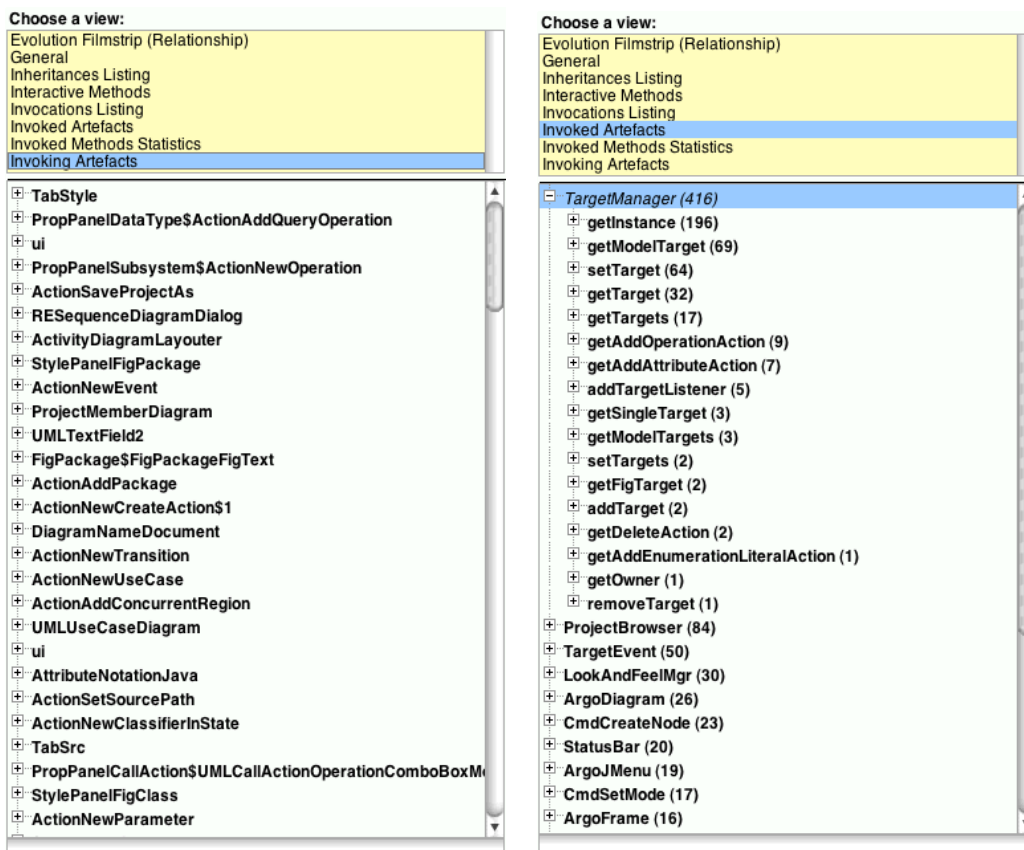 Choose a view:
Evolution Filmstrip (Relationship)
General
Inheritances Listing
Interactive Methods
Invocations Listing
Invoked Artefacts
Invoked Methods Statistics
Invoking Artefacts
TabStyle
PropPanelDataType$ActionAddQueryOperation
ui
PropPanelSubsystem$ActionNewOperation
ActionSaveProjectAs
RESequenceDiagramDialog
ActivityDiagramLayouter
StylePanelFigPackage
ActionNewEvent
ProjectMemberDiagram
UMLTextField2
FigPackage$FigPackageFigText
ActionAddPackage
ActionNewCreateAction$1
DiagramNameDocument
ActionNewTransition
ActionNewUseCase
ActionAddConcurrentRegion
UMLUseCaseDiagram
ui
AttributeNotationJava
ActionSetSourcePath
ActionNewClassifierInState
TabSrc
PropPanelCallAction$UMLCallActionOperationComboBoxM
StylePanelFigClass
ActionNewParameter
Choose a view:
Evolution Filmstrip (Relationship)
General
Inheritances Listing
Interactive Methods
Invocations Listing
Invoked Artefacts
Invoked Methods Statistics
Invoking Artefacts
TargetManager (416)
getInstance (196)
getModelTarget (69)
setTarget (64)
getTarget (32)
getTargets (17)
getAddOperationAction (9)
getAddAttributeAction (7)
addTargetListener (5)
getSingleTarget (3)
getModelTargets (3)
setTargets (2)
getFigTarget (2)
addTarget (2)
getDeleteAction (2)
getAddEnumerationLiteralAction (1)
getOwner (1)
removeTarget (1)
ProjectBrowser (84)
TargetEvent (50)
LookAndFeelMgr (30)
ArgoDiagram (26)
CmdCreateNode (23)
StatusBar (20)
ArgoJMenu (19)
CmdSetMode (17)
ArgoFrame (16)